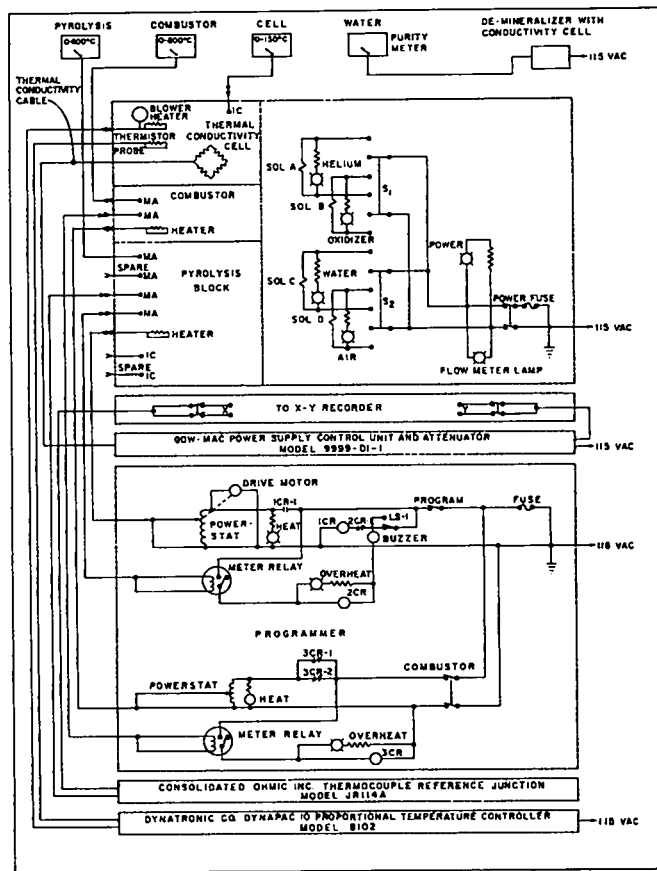 PYROLYSIS
0-800°C
COMBUSTOR
0-800°C
CELL
0-150°C
WATER
PURITY
METER
DE-MINERALIZER WITH
CONDUCTIVITY CELL
115 VAC
THERMAL
CONDUCTIVITY
CABLE
BLOWER
HEATER
IC
THERMISTOR
PROBE
THERMAL
CONDUCTIVITY
CELL
COMBUSTOR
MA
MA
HEATER
MA
SPARE
MA
PYROLYSIS
BLOCK
MA
MA
HEATER
IC
SPARE
IC
SOL A
HELIUM
S1
SOL B
OXIDIZER
SOL C
WATER
S2
SOL D
AIR
POWER
POWER FUSE
115 VAC
FLOW METER LAMP
TO X-Y RECORDER
GOW-MAC POWER SUPPLY CONTROL UNIT AND ATTENUATOR
MODEL 9999-D1-1
115 VAC
DRIVE MOTOR
1CR-1
POWER-
STAT
HEAT
1CR
2CR-1
LS-1
PROGRAM
FUSE
BUZZER
115 VAC
METER RELAY
OVERHEAT
2CR
PROGRAMMER
3CR-1
3CR-2
COMBUSTOR
POWERSTAT
HEAT
METER RELAY
OVERHEAT
3CR
CONSOLIDATED OHMIC INC. THERMOCOUPLE REFERENCE JUNCTION
MODEL JR114A
DYNATRONIC CO. DYNAPAC 10 PROPORTIONAL TEMPERATURE CONTROLLER
MODEL 8102
115 VAC